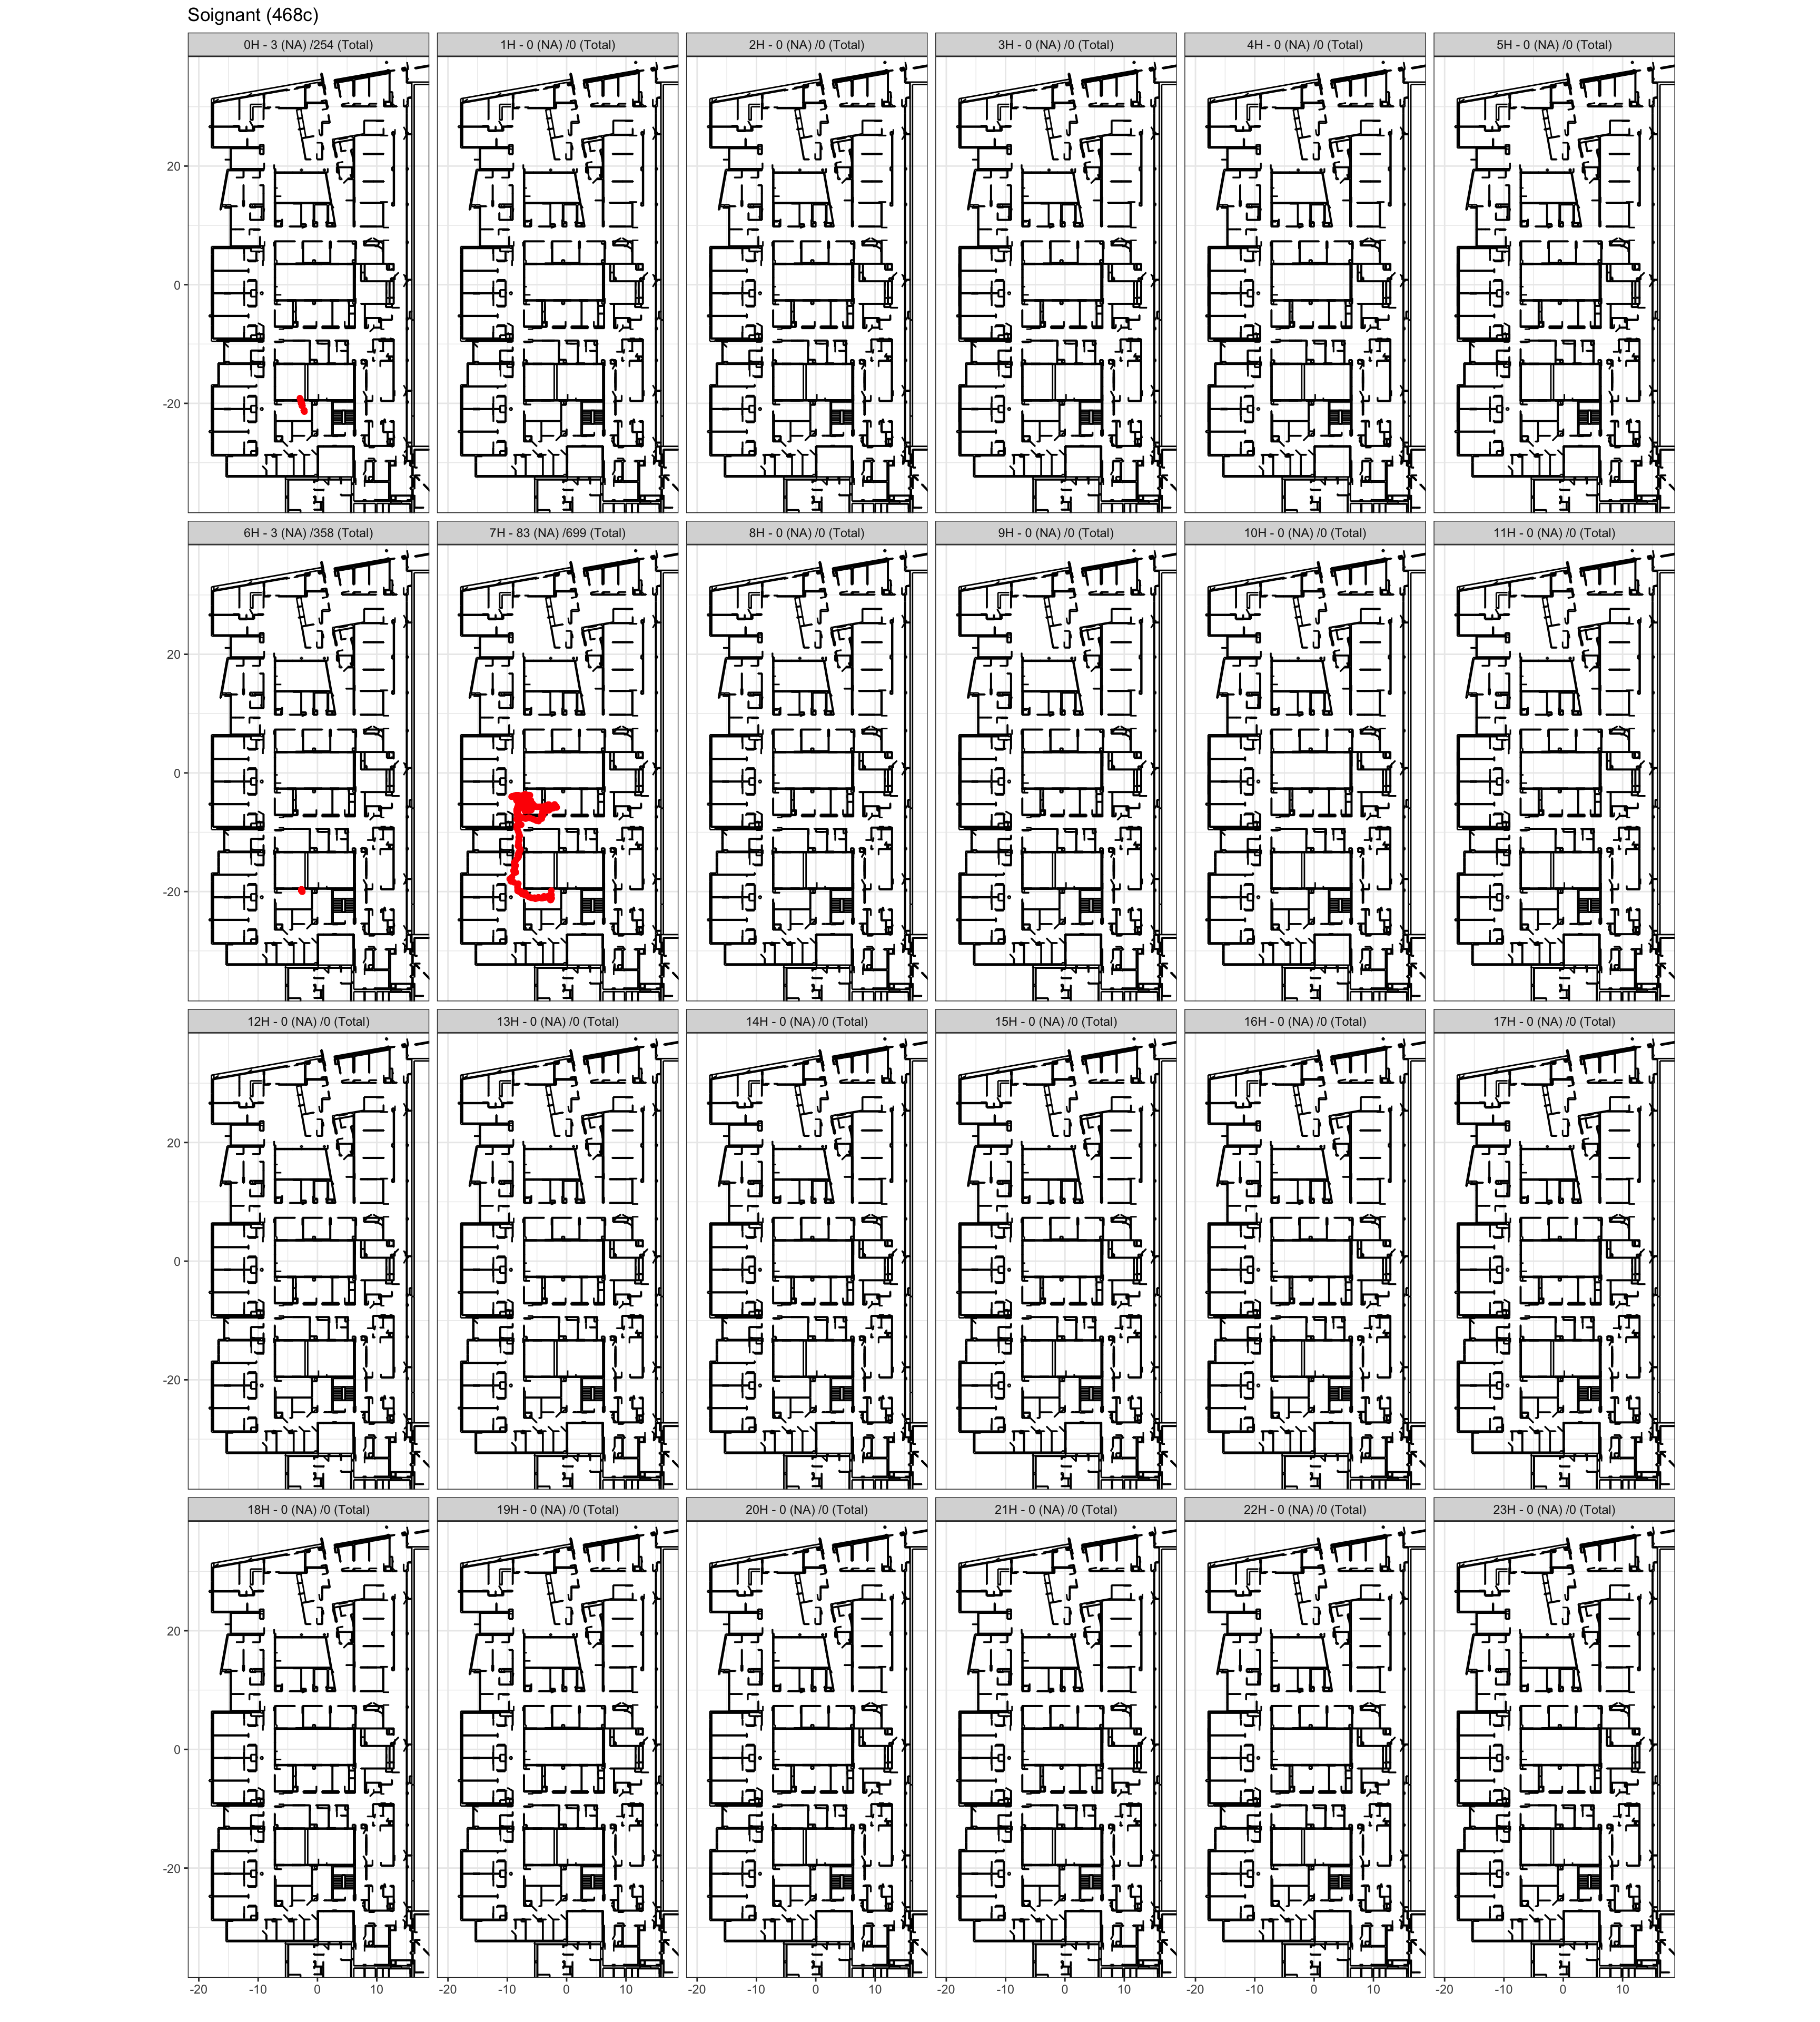 Soignant (468c)
0H - 3 (NA) /254 (Total) 1H - 0 (NA) /0 (Total) 2H - 0 (NA) /0 (Total) 3H - 0 (NA) /0 (Total) 4H - 0 (NA) /0 (Total) 5H - 0 (NA) /0 (Total)
20
0
-20
6H - 3 (NA) /358 (Total) 7H - 83 (NA) /699 (Total) 8H - 0 (NA) /0 (Total) 9H - 0 (NA) /0 (Total) 10H - 0 (NA) /0 (Total) 11H - 0 (NA) /0 (Total)
20
0
-20
12H - 0 (NA) /0 (Total) 13H - 0 (NA) /0 (Total) 14H - 0 (NA) /0 (Total) 15H - 0 (NA) /0 (Total) 16H - 0 (NA) /0 (Total) 17H - 0 (NA) /0 (Total)
20
0
-20
18H - 0 (NA) /0 (Total) 19H - 0 (NA) /0 (Total) 20H - 0 (NA) /0 (Total) 21H - 0 (NA) /0 (Total) 22H - 0 (NA) /0 (Total) 23H - 0 (NA) /0 (Total)
20
0
-20
-20 -10 0 10 -20 -10 0 10 -20 -10 0 10 -20 -10 0 10 -20 -10 0 10 -20 -10 0 10